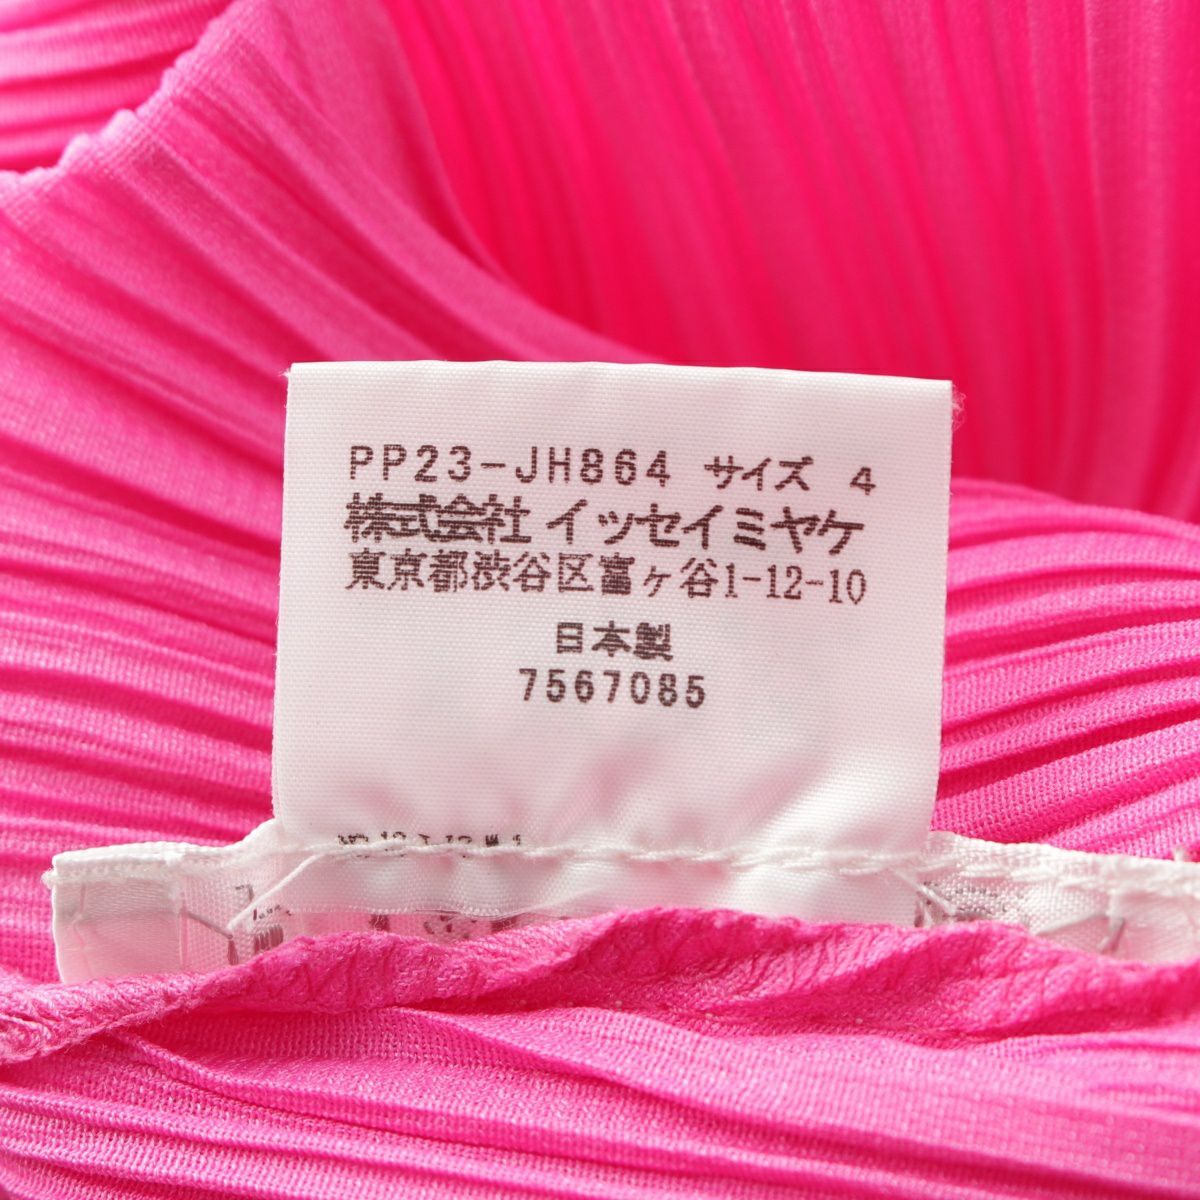 PP23-JH864 サイズ 4
株式会社 イッセイミヤケ
東京都渋谷区富ヶ谷1-12-10
日本製
7567085